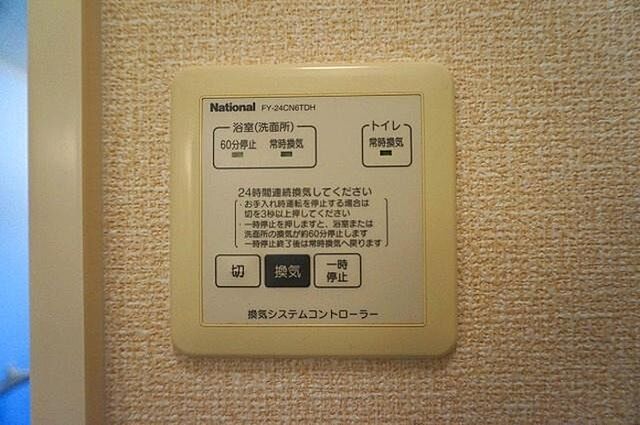 National FY-24CN6TDH
浴室(洗面所)
トイレ
60分停止 常時換気
常時換気
24時間連続換気してください
・お手入れ時運転を停止する場合は
切を3秒以上押してください
・一時停止を押しますと、浴室または
洗面所の換気が約60分停止します
一時停止終了後は常時換気へ戻ります
切
換気
一時
停止
換気システムコントローラー